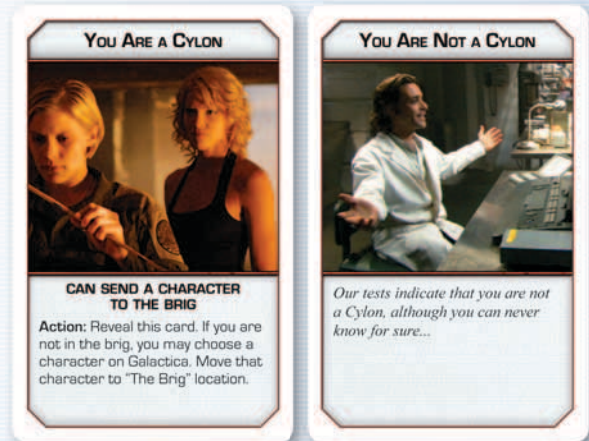 You Are a Cylon
CAN SEND A CHARACTER
TO THE BRIG
Action: Reveal this card. If you are
not in the brig, you may choose a
character on Galactica. Move that
character to "The Brig" location.
You Are Not a Cylon
Our tests indicate that you are not
a Cylon, although you can never
know for sure...